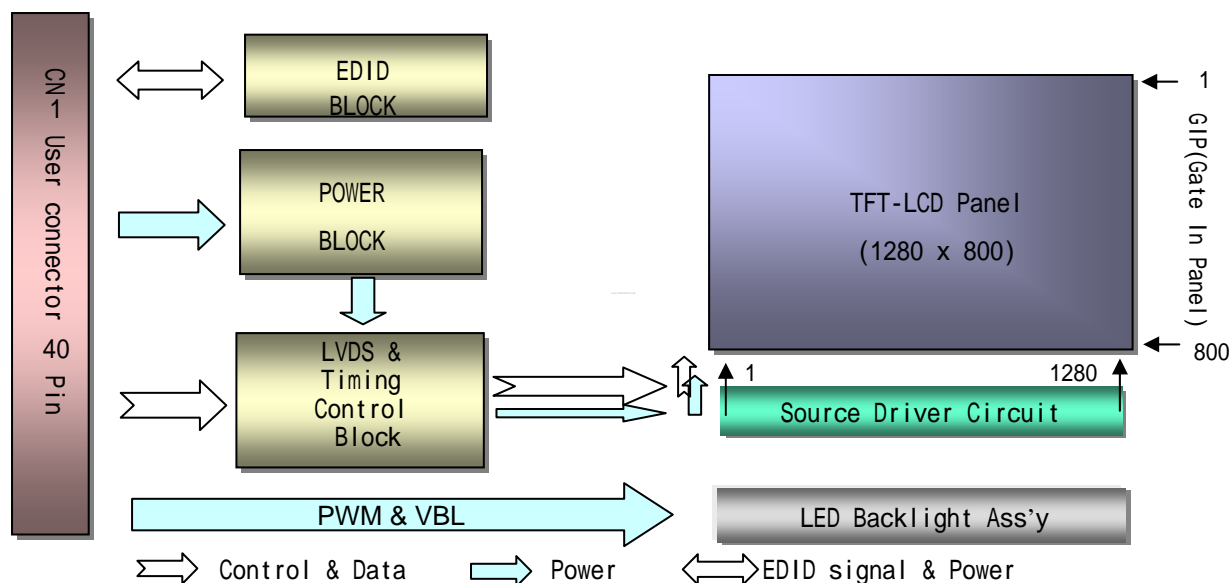 CN-1 User connector 40 Pin
EDID
BLOCK
POWER
BLOCK
LVDS &
Timing
Control
Block
TFT-LCD Panel
(1280 x 800)
1
GIP(Gate In Panel)
800
1
1280
Source Driver Circuit
PWM & VBL
LED Backlight Ass’y
Control & Data
Power
EDID signal & Power